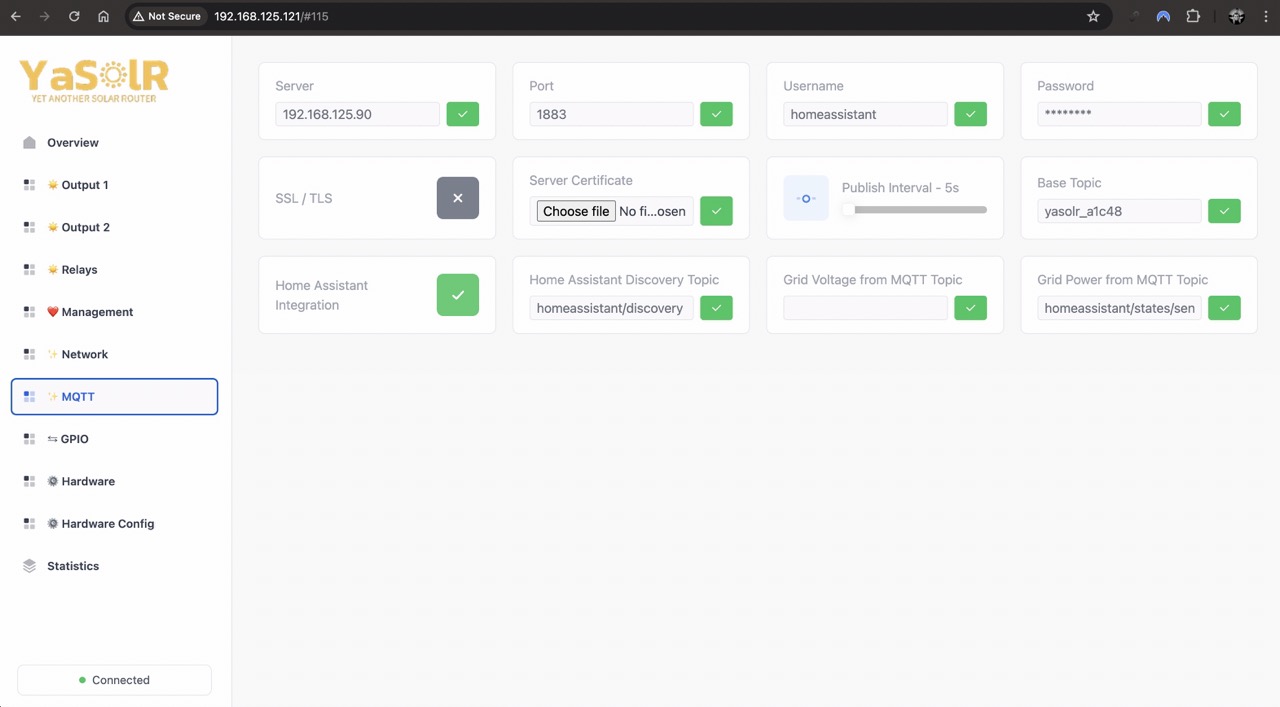 Not Secure
192.168.125.121/#115
YaSolR
YET ANOTHER SOLAR ROUTER
Overview
Output 1
Output 2
Relays
Management
Network
MQTT
GPIO
Hardware
Hardware Config
Statistics
Connected
Server
192.168.125.90
Port
1883
Username
homeassistant
Password
********
SSL / TLS
Server Certificate
Choose file No fi...osen
Publish Interval - 5s
Base Topic
yasolr_a1c48
Home Assistant
Integration
Home Assistant Discovery Topic
homeassistant/discovery
Grid Voltage from MQTT Topic
Grid Power from MQTT Topic
homeassistant/states/sen